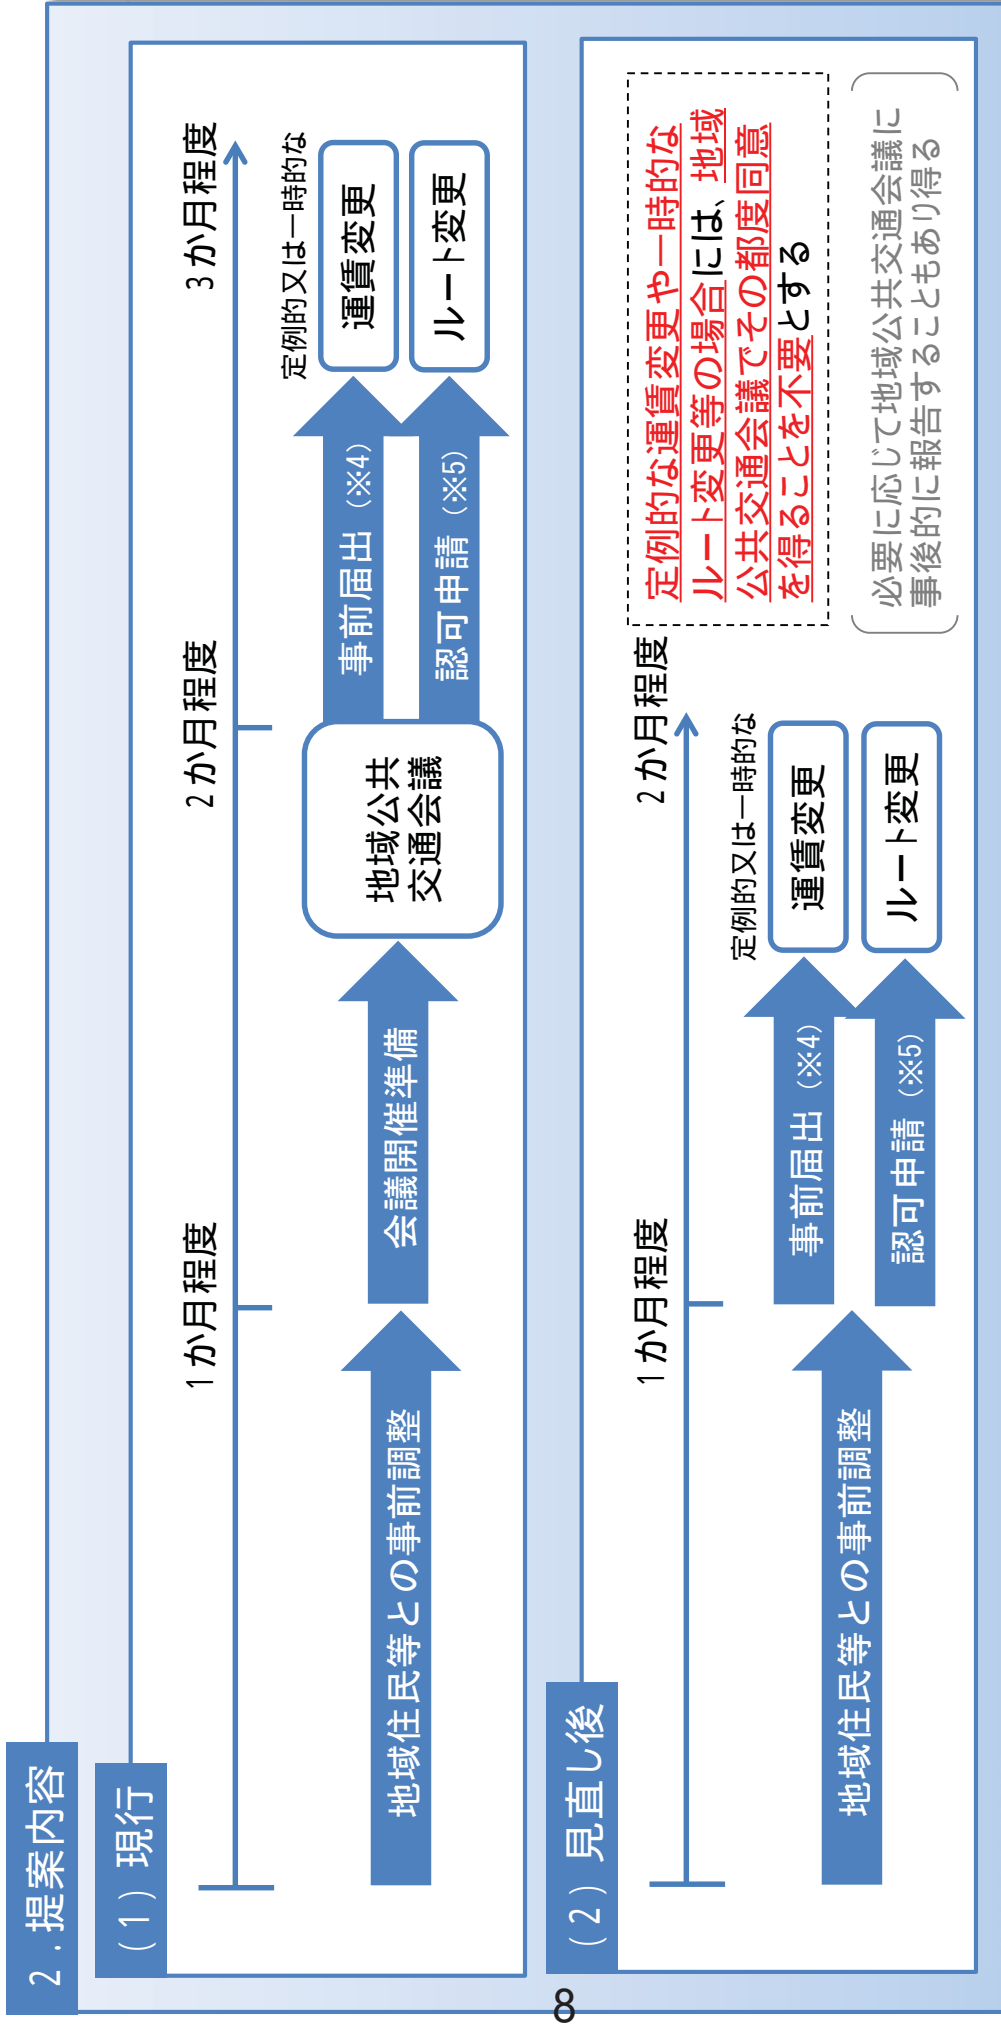 ２．提案内容
（１）現行
１か月程度
２か月程度
３か月程度
地域住民等との事前調整
会議開催準備
地域公共
交通会議
事前届出（※4）
認可申請（※5）
定例的又は一時的な
運賃変更
ルート変更
（２）見直し後
１か月程度
２か月程度
地域住民等との事前調整
事前届出（※4）
認可申請（※5）
定例的又は一時的な
運賃変更
ルート変更
定例的な運賃変更や一時的な
ルート変更等の場合には、地域
公共交通会議でその都度同意
を得ることを不要とする
必要に応じて地域公共交通会議に
事後的に報告することもあり得る
8